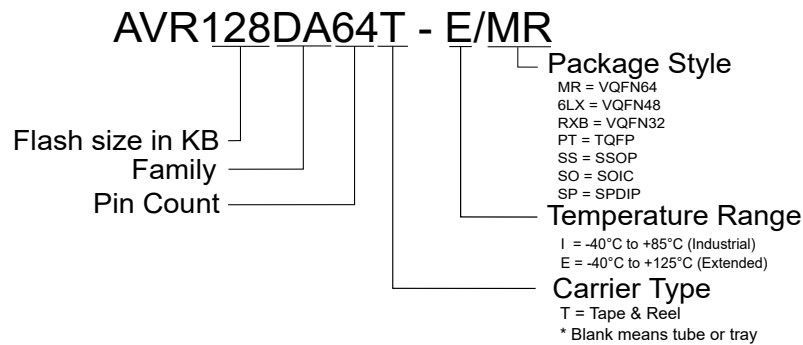 AVR128DA64T - E/MR
Package Style
MR = VQFN64
6LX = VQFN48
RXB = VQFN32
PT = TQFP
SS = SSOP
SO = SOIC
SP = SPDIP
Flash size in KB
Family
Pin Count
Temperature Range
I = -40°C to +85°C (Industrial)
E = -40°C to +125°C (Extended)
Carrier Type
T = Tape & Reel
* Blank means tube or tray